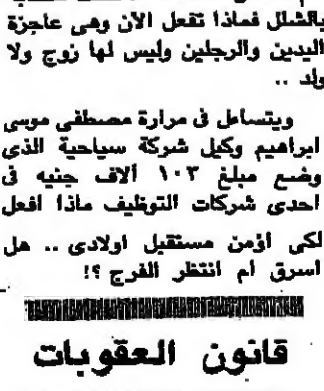 بالشلل فماذا تفعل الآن وهى عاجزة
اليدين والرجلين وليس لها زوج ولا
ولد ..
ويتساءل فى مرارة مصطفى موسى
ابراهيم وكيل شركة سياحية الذى
وضع مبلغ ١٠٣ آلاف جنيه فى
احدى شركات التوظيف ماذا افعل
لكى اؤمن مستقبل اولادى .. هل
اسرق ام انتظر الفرج ؟!
قانون العقوبات